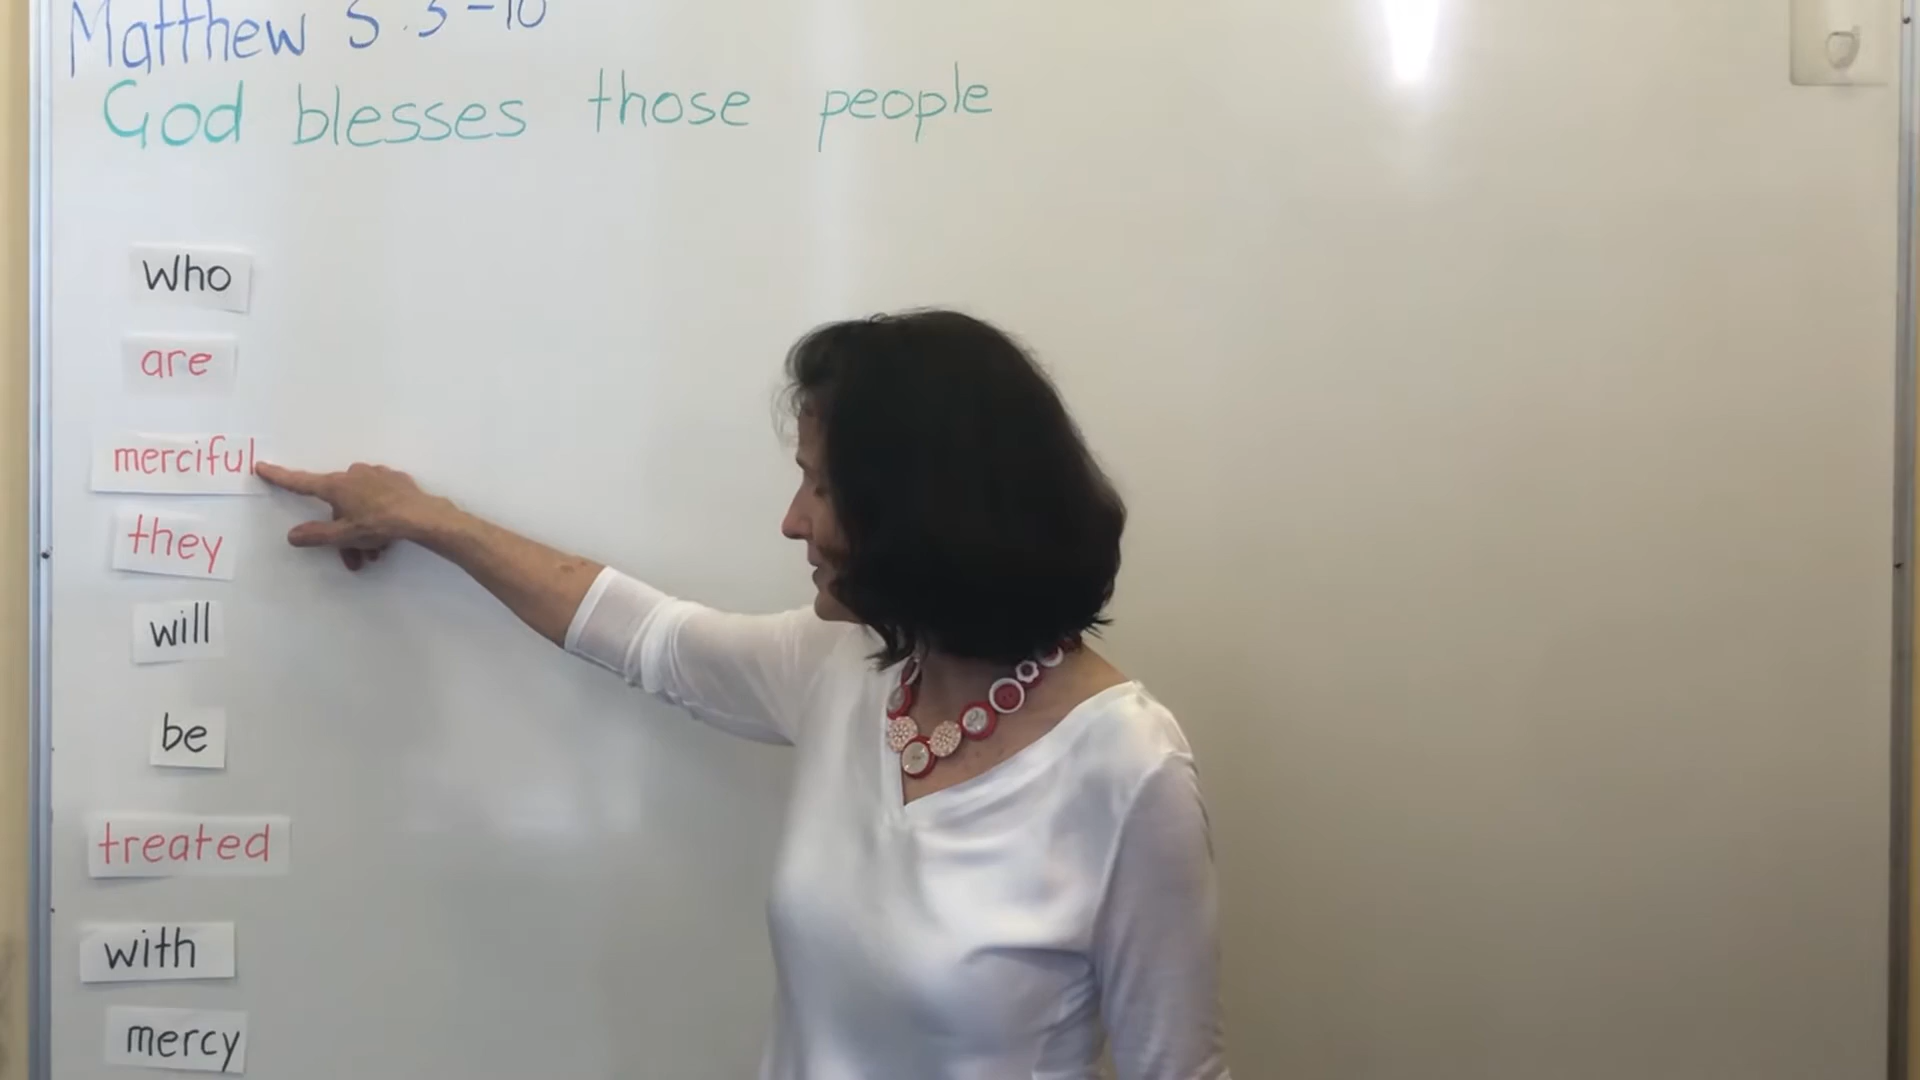 Matthew 5:3-10
God blesses those people
who
are
merciful
they
will
be
treated
with
mercy